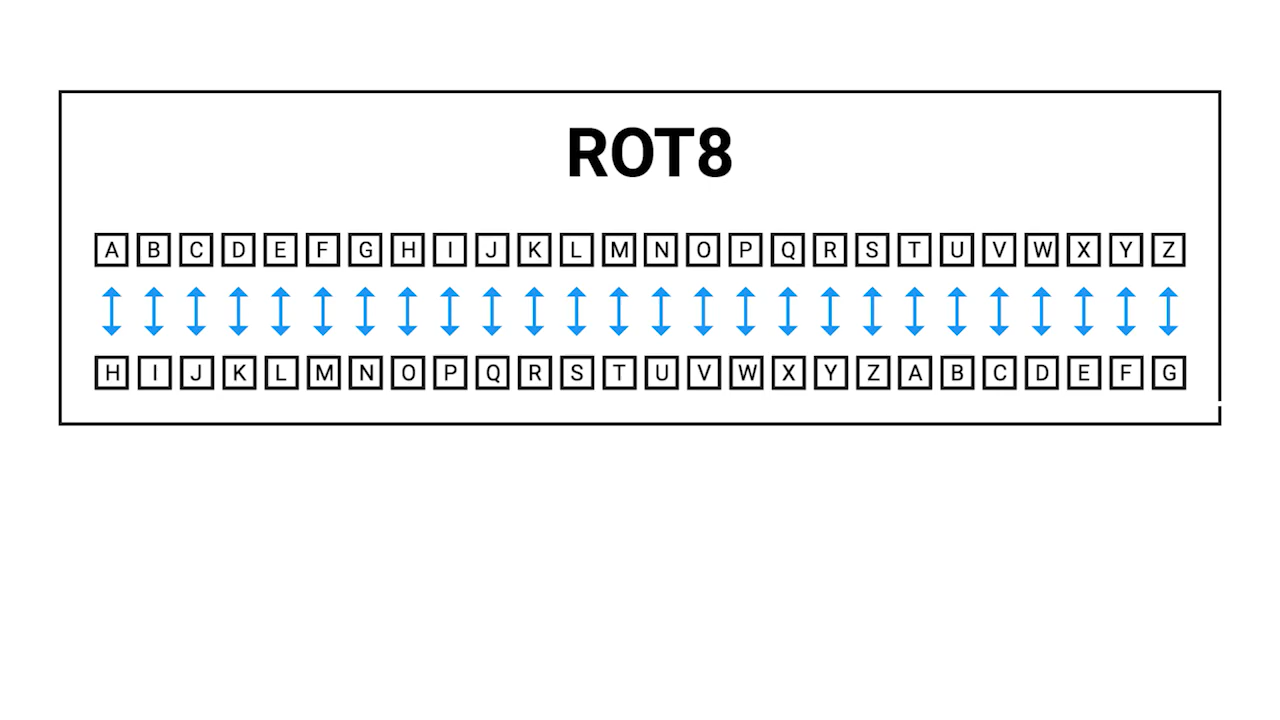 ROT8
A B C D E F G H I J K L M N O P Q R S T U V W X Y Z
H I J K L M N O P Q R S T U V W X Y Z A B C D E F G